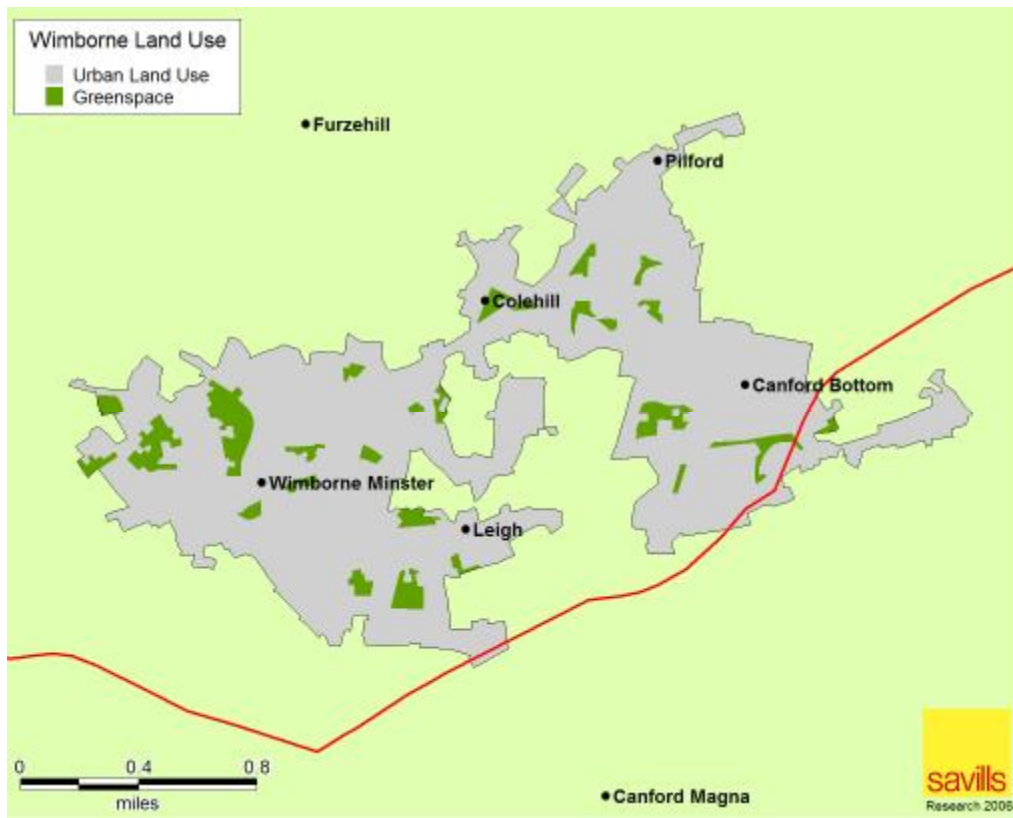 Wimborne Land Use
Urban Land Use
Greenspace
Furzehill
Pilford
Colehill
Canford Bottom
Wimborne Minster
Leigh
0 0.4 0.8
miles
Canford Magna
savills
Research 2006